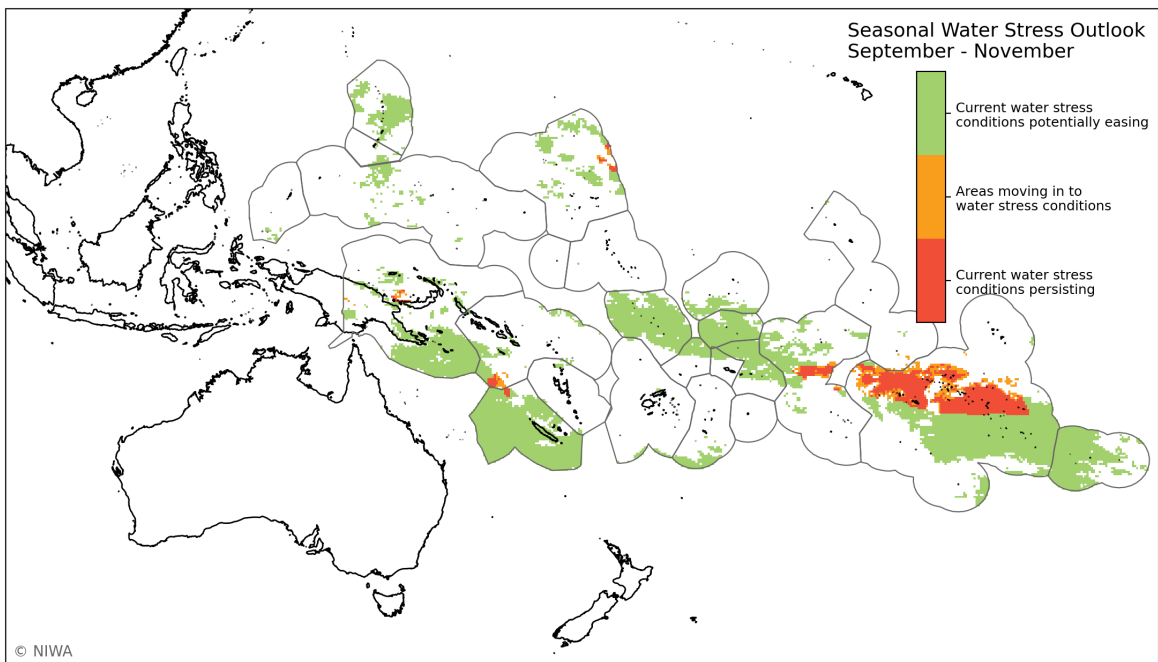 Seasonal Water Stress Outlook
September - November
Current water stress
conditions potentially easing
Areas moving in to
water stress conditions
Current water stress
conditions persisting
© NIWA